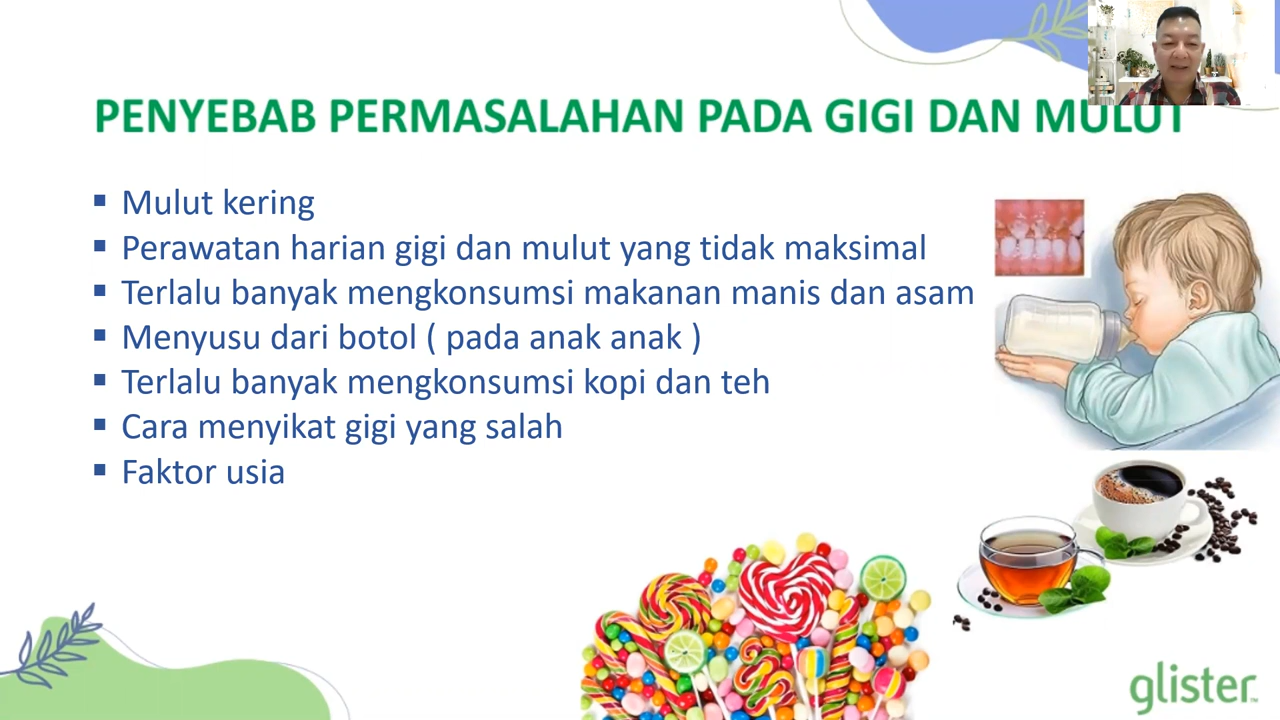 PENYEBAB PERMASALAHAN PADA GIGI DAN MULUT
▪ Mulut kering
▪ Perawatan harian gigi dan mulut yang tidak maksimal
▪ Terlalu banyak mengkonsumsi makanan manis dan asam
▪ Menyusu dari botol ( pada anak anak )
▪ Terlalu banyak mengkonsumsi kopi dan teh
▪ Cara menyikat gigi yang salah
▪ Faktor usia
glister™